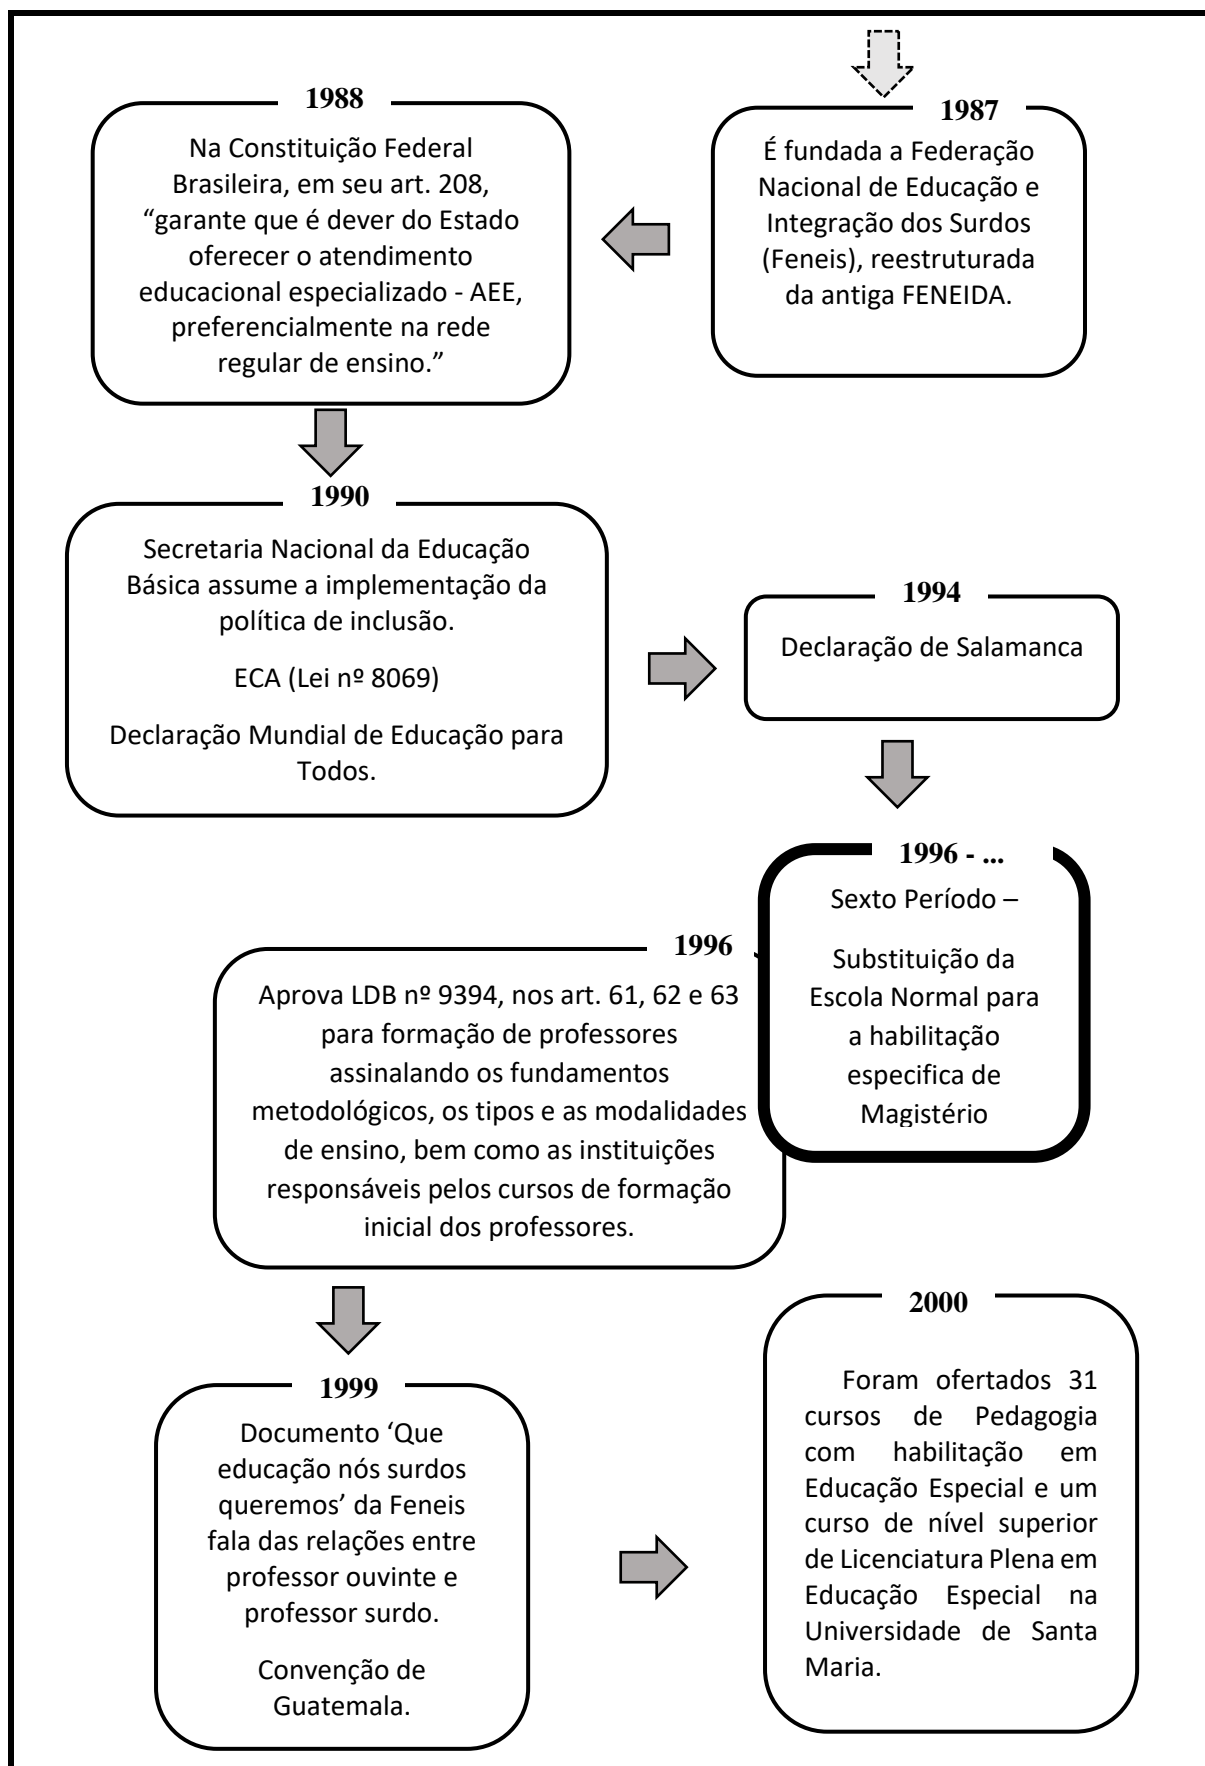 1987
É fundada a Federação
Nacional de Educação e
Integração dos Surdos
(Feneis), reestruturada
da antiga FENEIDA.
1988
Na Constituição Federal
Brasileira, em seu art. 208,
“garante que é dever do Estado
oferecer o atendimento
educacional especializado - AEE,
preferencialmente na rede
regular de ensino.”
1990
Secretaria Nacional da Educação
Básica assume a implementação da
política de inclusão.
ECA (Lei nº 8069)
Declaração Mundial de Educação para
Todos.
1994
Declaração de Salamanca
1996 - ...
Sexto Período –
Substituição da
Escola Normal para
a habilitação
especifica de
Magistério
1996
Aprova LDB nº 9394, nos art. 61, 62 e 63
para formação de professores
assinalando os fundamentos
metodológicos, os tipos e as modalidades
de ensino, bem como as instituições
responsáveis pelos cursos de formação
inicial dos professores.
1999
Documento ‘Que
educação nós surdos
queremos’ da Feneis
fala das relações entre
professor ouvinte e
professor surdo.
Convenção de
Guatemala.
2000
Foram ofertados 31
cursos de Pedagogia
com habilitação em
Educação Especial e um
curso de nível superior
de Licenciatura Plena em
Educação Especial na
Universidade de Santa
Maria.